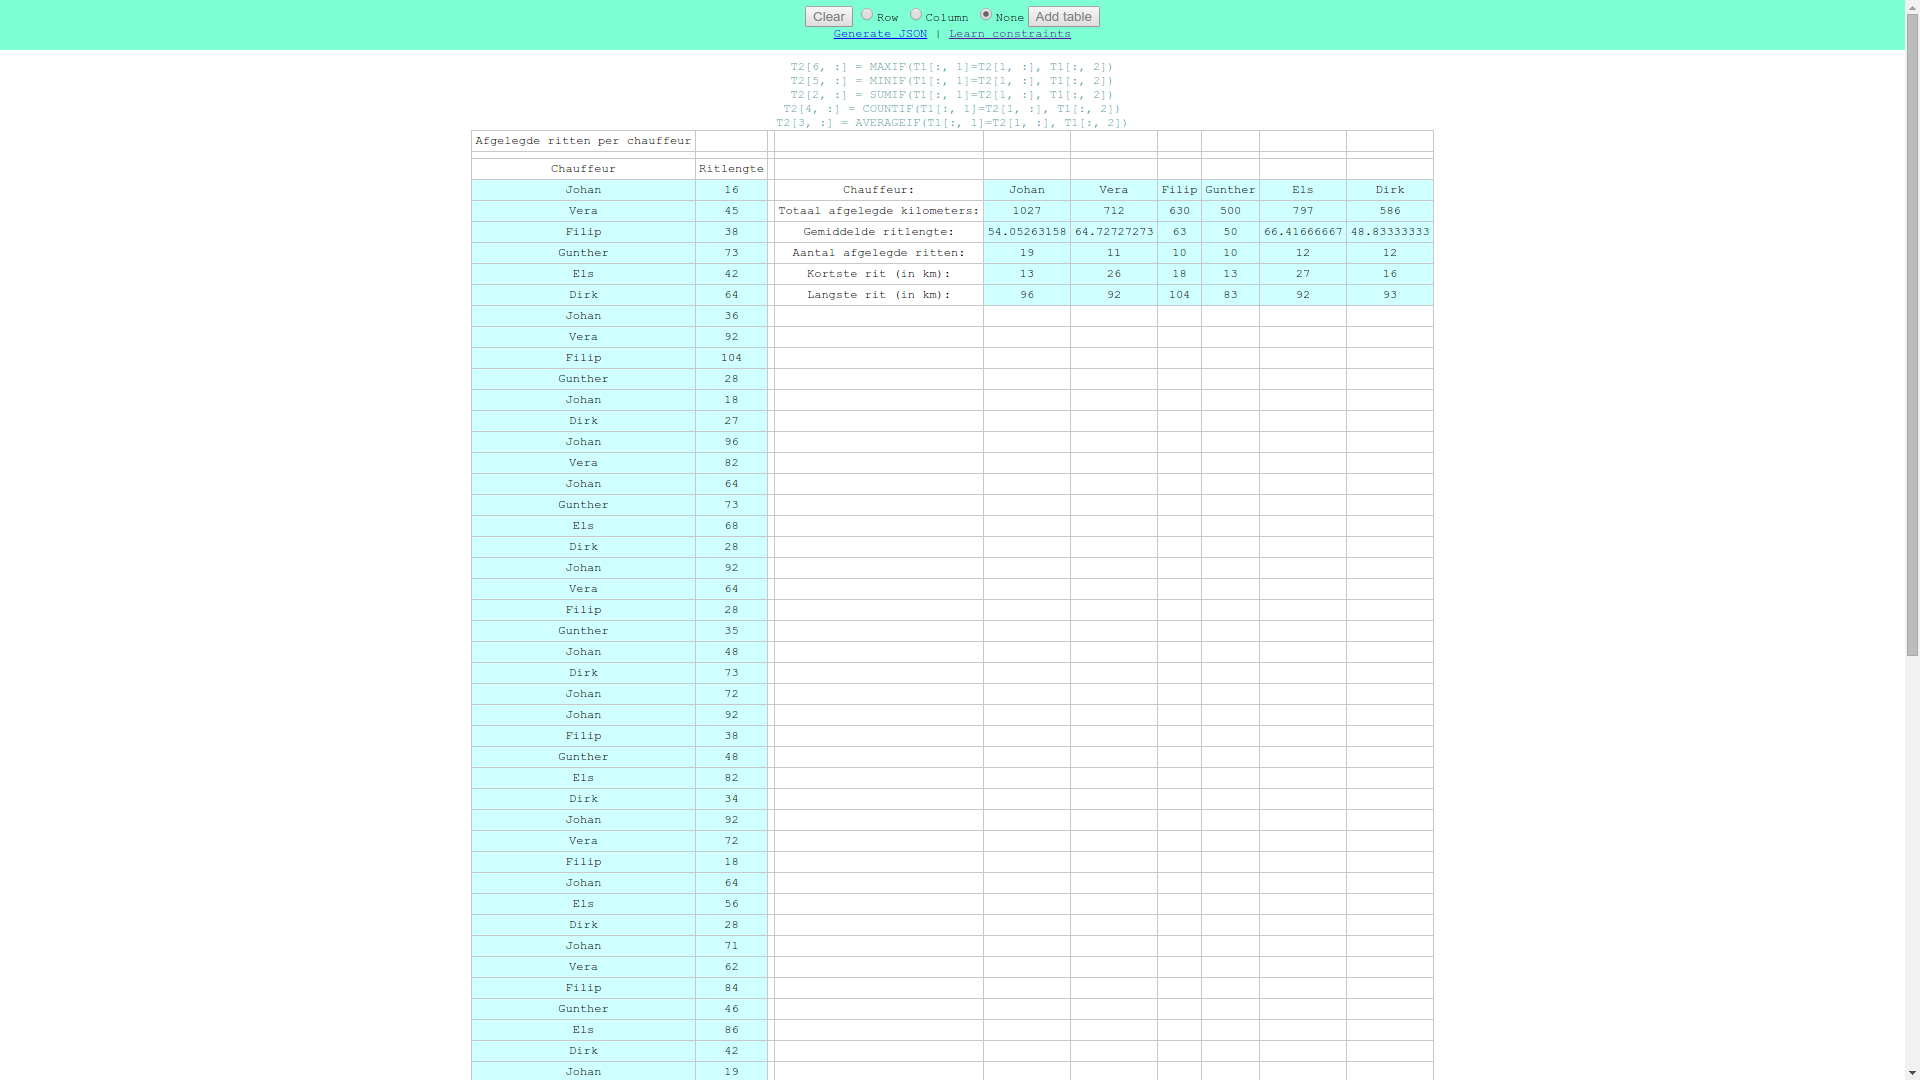 Clear Row Column None Add table
Generate JSON | Learn constraints
T2[6, :] = MAXIF(T1[:, 1]=T2[1, :], T1[:, 2])
T2[5, :] = MINIF(T1[:, 1]=T2[1, :], T1[:, 2])
T2[2, :] = SUMIF(T1[:, 1]=T2[1, :], T1[:, 2])
T2[4, :] = COUNTIF(T1[:, 1]=T2[1, :], T1[:, 2])
T2[3, :] = AVERAGEIF(T1[:, 1]=T2[1, :], T1[:, 2])
Afgelegde ritten per chauffeur
Chauffeur Ritlengte
Johan 16 Chauffeur: Johan Vera Filip Gunther Els Dirk
Vera 45 Totaal afgelegde kilometers: 1027 712 630 500 797 586
Filip 38 Gemiddelde ritlengte: 54.05263158 64.72727273 63 50 66.41666667 48.83333333
Gunther 73 Aantal afgelegde ritten: 19 11 10 10 12 12
Els 42 Kortste rit (in km): 13 26 18 13 27 16
Dirk 64 Langste rit (in km): 96 92 104 83 92 93
Johan 36
Vera 92
Filip 104
Gunther 28
Johan 18
Dirk 27
Johan 96
Vera 82
Johan 64
Gunther 73
Els 68
Dirk 28
Johan 92
Vera 64
Filip 28
Gunther 35
Johan 48
Dirk 73
Johan 72
Johan 92
Filip 38
Gunther 48
Els 82
Dirk 34
Johan 92
Vera 72
Filip 18
Johan 64
Els 56
Dirk 28
Johan 71
Vera 62
Filip 84
Gunther 46
Els 86
Dirk 42
Johan 19